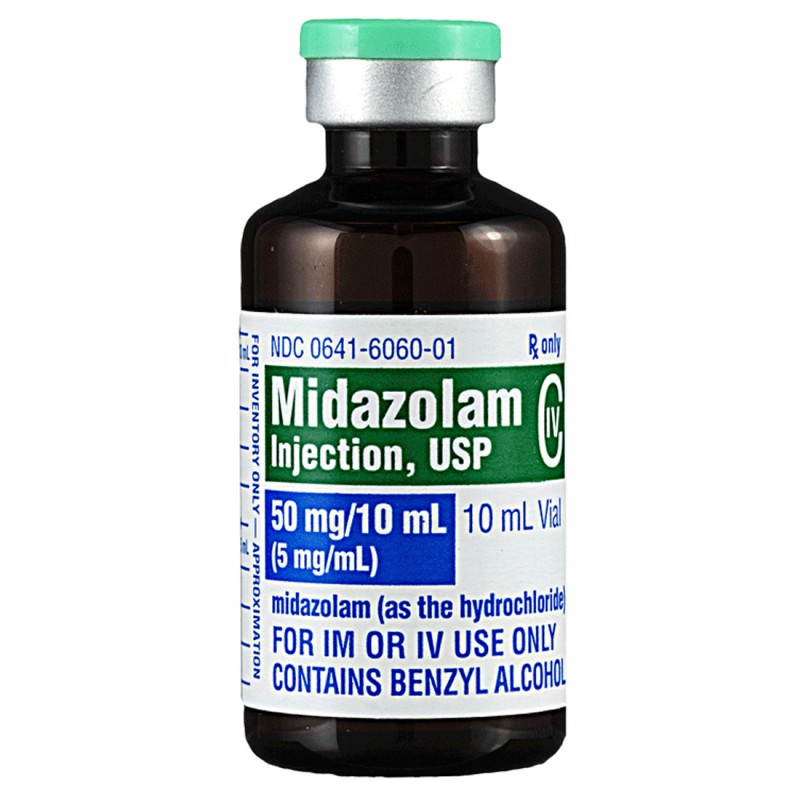 NDC 0641-6060-01
℞ only
Midazolam
Injection, USP
CIV
50 mg/10 mL
(5 mg/mL)
10 mL Vial
midazolam (as the hydrochloride)
FOR IM OR IV USE ONLY
CONTAINS BENZYL ALCOHOL
FOR INVENTORY ONLY — APPROXIMATION